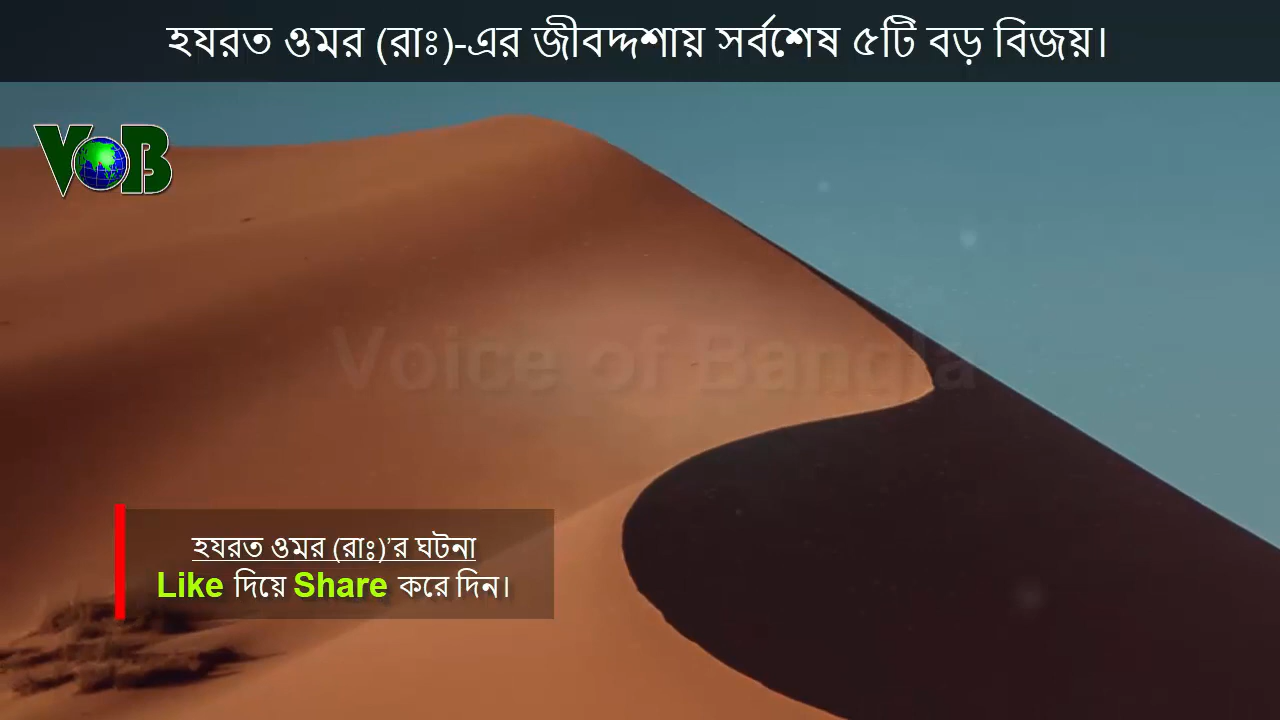 হযরত ওমর (রাঃ)-এর জীবদ্দশায় সর্বশেষ ৫টি বড় বিজয়।
VOB
Voice of Bangla
হযরত ওমর (রাঃ)’র ঘটনা
Like দিয়ে Share করে দিন।